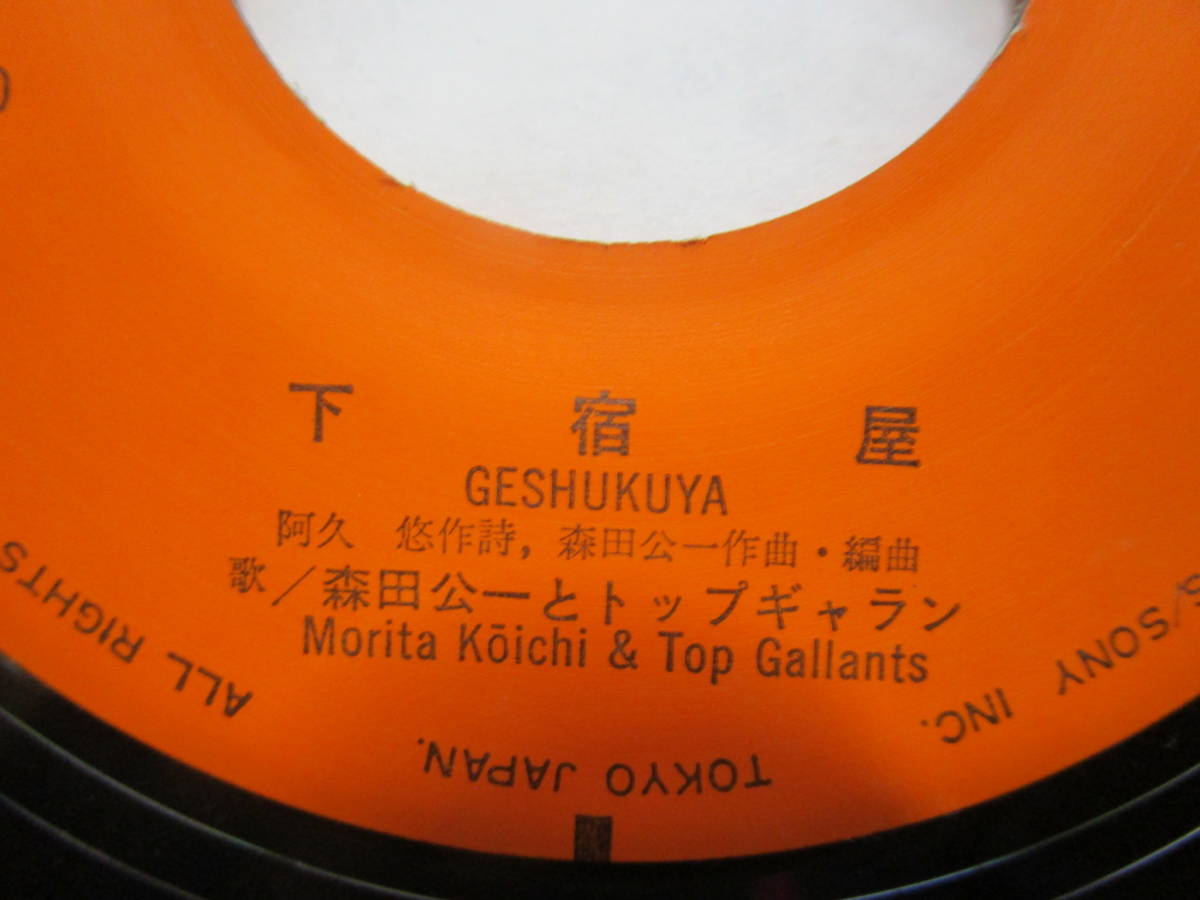 下宿屋
GESHUKUYA
阿久 悠作詩, 森田公一作曲・編曲
歌/森田公一とトップギャラン
Morita Kōichi & Top Gallants
ALL RIGHTS
TOKYO JAPAN.
/SONY INC.